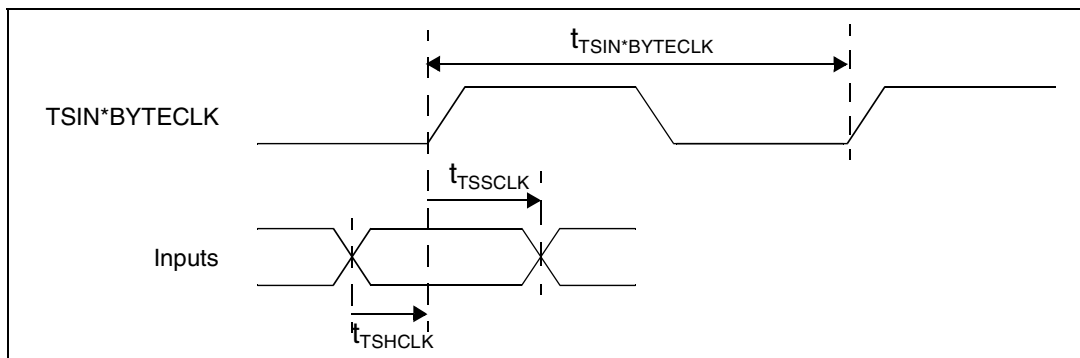 tTSIN*BYTECLK
TSIN*BYTECLK
tTSSCLK
Inputs
tTSHCLK